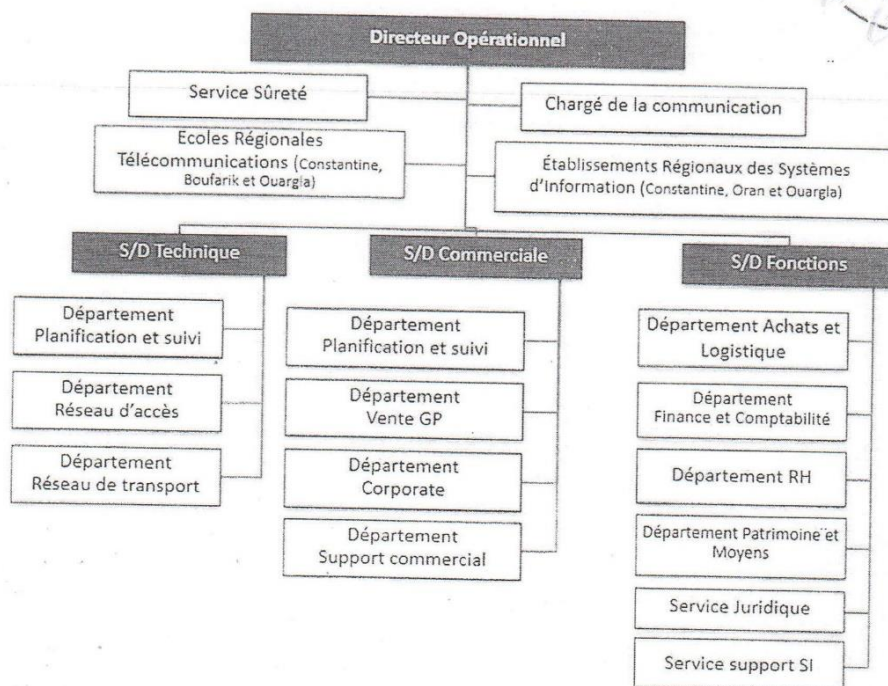 Directeur Opérationnel
Service Sûreté
Chargé de la communication
Ecoles Régionales
Télécommunications (Constantine,
Boufarik et Ouargla)
Établissements Régionaux des Systèmes
d'Information (Constantine, Oran et Ouargla)
S/D Technique
S/D Commerciale
S/D Fonctions
Département
Planification et suivi
Département
Réseau d'accès
Département
Réseau de transport
Département
Planification et suivi
Département
Vente GP
Département
Corporate
Département
Support commercial
Département Achats et
Logistique
Département
Finance et Comptabilité
Département RH
Département Patrimoine et
Moyens
Service Juridique
Service support SI